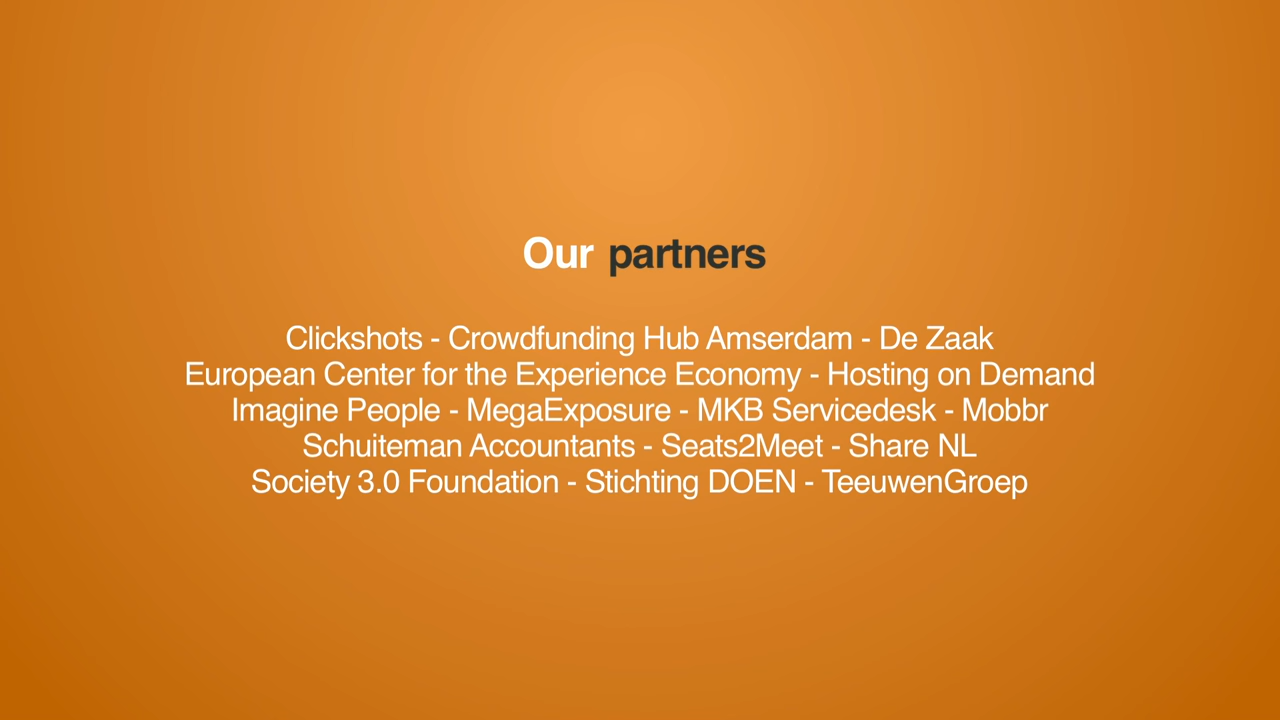 Our partners
Clickshots - Crowdfunding Hub Amserdam - De Zaak
European Center for the Experience Economy - Hosting on Demand
Imagine People - MegaExposure - MKB Servicedesk - Mobbr
Schuiteman Accountants - Seats2Meet - Share NL
Society 3.0 Foundation - Stichting DOEN - TeeuwenGroep